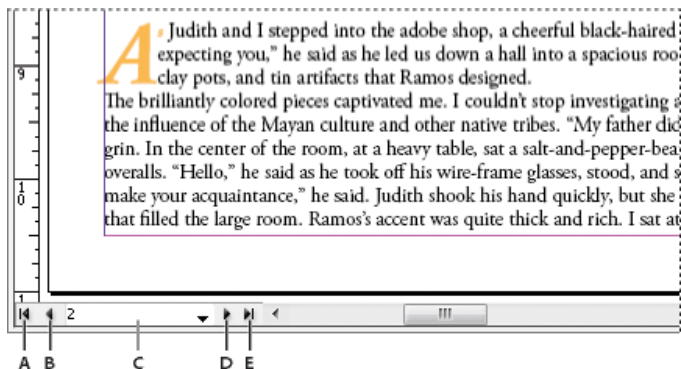 As Judith and I stepped into the adobe shop, a cheerful black-haired
expecting you,” he said as he led us down a hall into a spacious roo
9
clay pots, and tin artifacts that Ramos designed.
The brilliantly colored pieces captivated me. I couldn’t stop investigating a
the influence of the Mayan culture and other native tribes. “My father dic
grin. In the center of the room, at a heavy table, sat a salt-and-pepper-bea
overalls. “Hello,” he said as he took off his wire-frame glasses, stood, and s
10
make your acquaintance,” he said. Judith shook his hand quickly, but she
that filled the large room. Ramos’s accent was quite thick and rich. I sat at
1
2
A B C D E